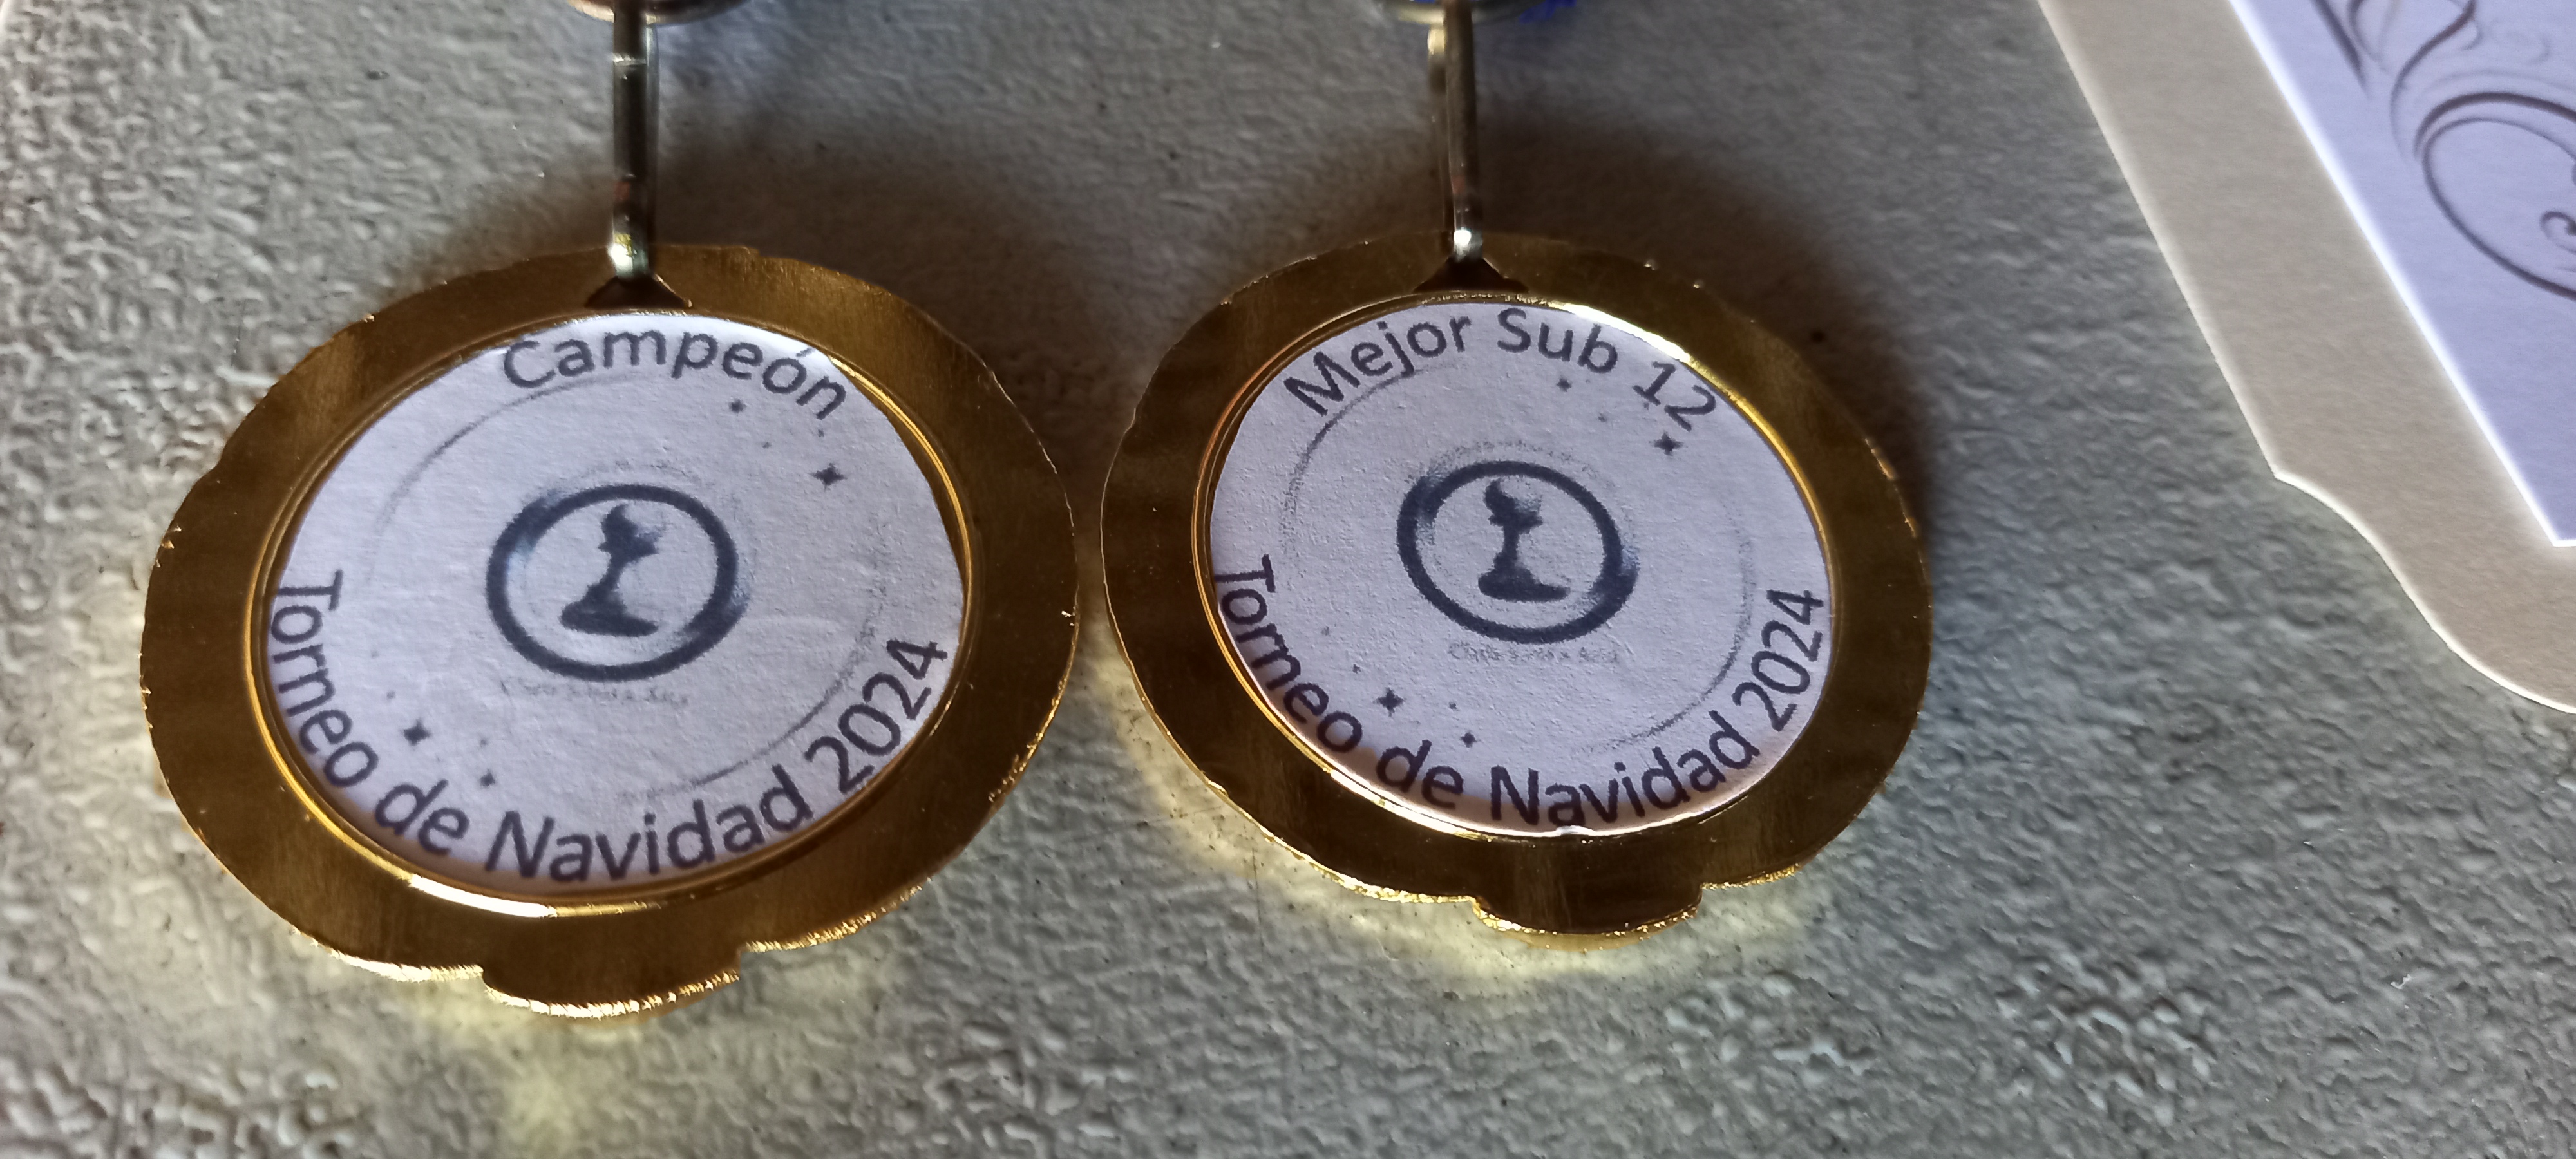 Campeón
Torneo de Navidad 2024
Mejor Sub 12
Torneo de Navidad 2024